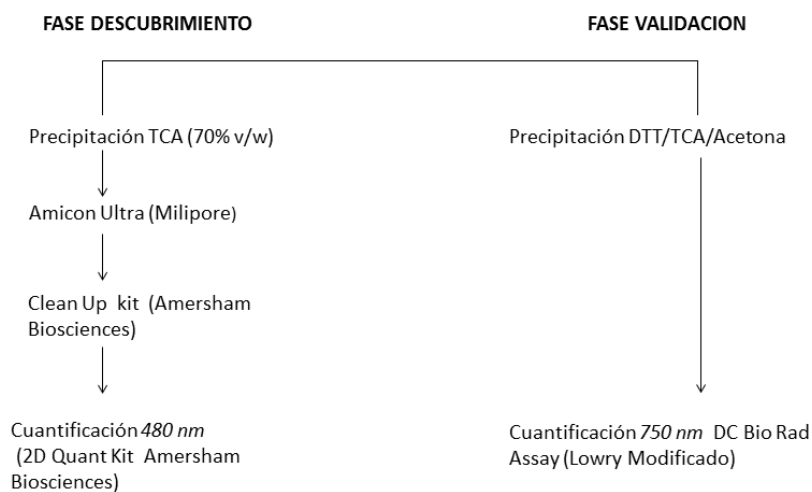 FASE DESCUBRIMIENTO
FASE VALIDACION
Precipitación TCA (70% v/w)
Precipitación DTT/TCA/Acetona
Amicon Ultra (Milipore)
Clean Up kit (Amersham
Biosciences)
Cuantificación 480 nm
(2D Quant Kit Amersham
Biosciences)
Cuantificación 750 nm DC Bio Rad
Assay (Lowry Modificado)